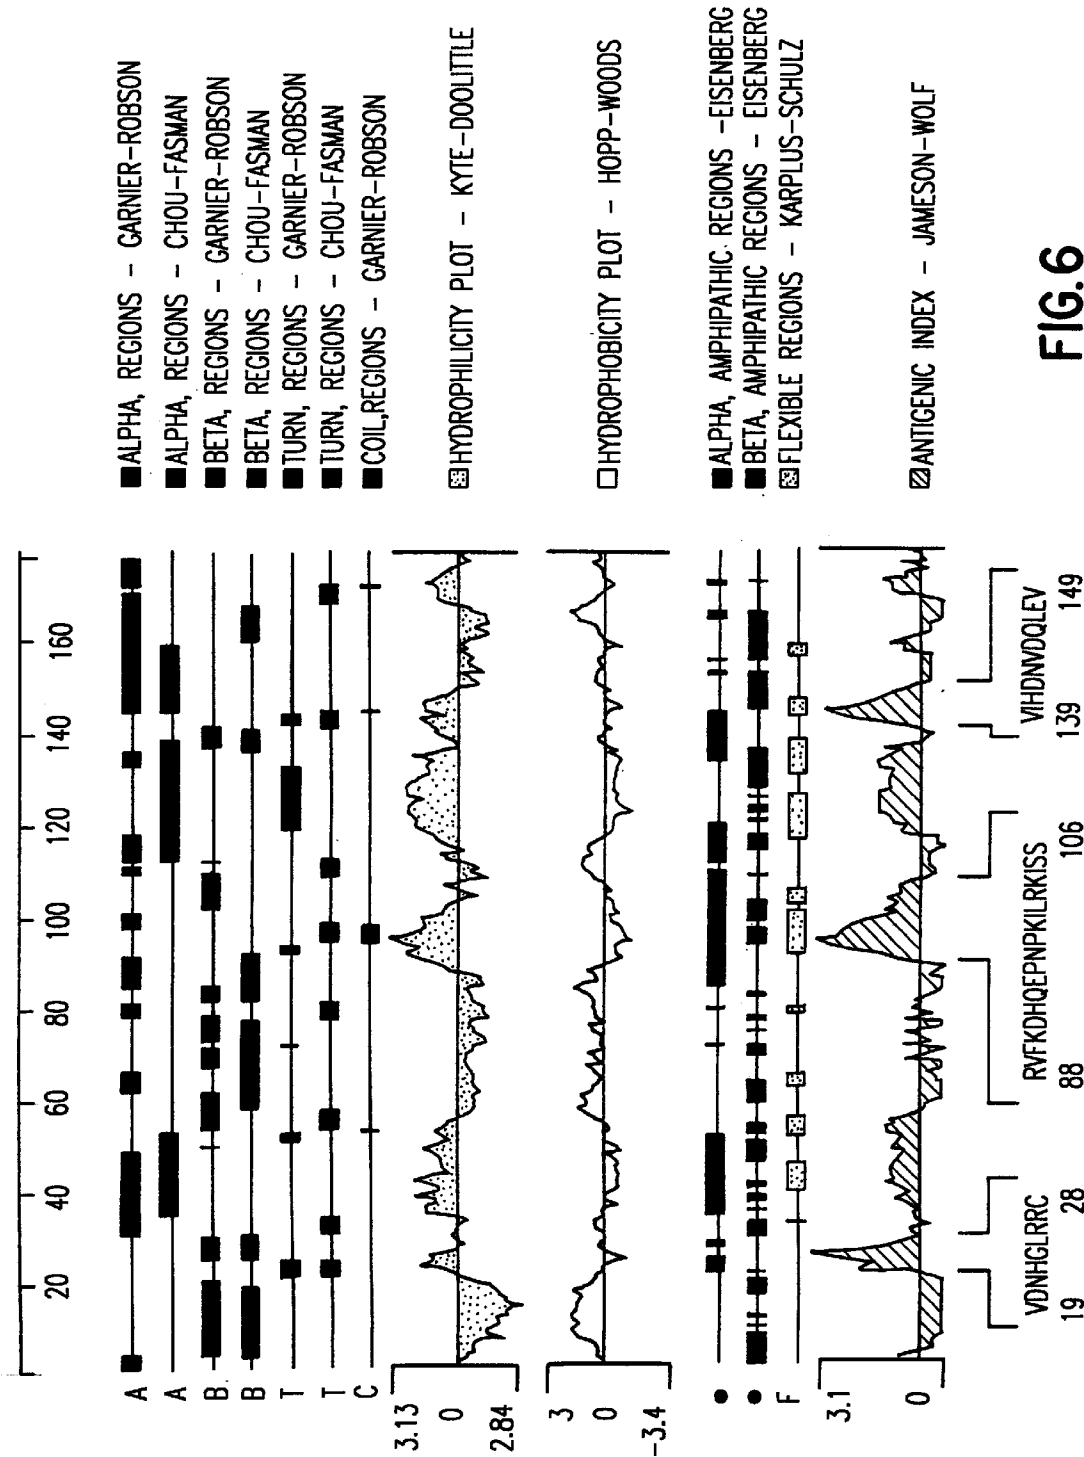 20 40 60 80 100 120 140 160
A ■ALPHA, REGIONS - GARNIER-ROBSON
A ■ALPHA, REGIONS - CHOU-FASMAN
B ■BETA, REGIONS - GARNIER-ROBSON
B ■BETA, REGIONS - CHOU-FASMAN
T ■TURN, REGIONS - GARNIER-ROBSON
T ■TURN, REGIONS - CHOU-FASMAN
C ■COIL,REGIONS - GARNIER-ROBSON
3.13
0 HYDROPHILICITY PLOT - KYTE-DOOLITTLE
2.84
3
0 □HYDROPHOBICITY PLOT - HOPP-WOODS
-3.4
● ■ALPHA, AMPHIPATHIC REGIONS -EISENBERG
● ■BETA, AMPHIPATHIC REGIONS - EISENBERG
F FLEXIBLE REGIONS - KARPLUS-SCHULZ
3.1
0 ANTIGENIC INDEX - JAMESON-WOLF
VDNHGLRRC RVFKDHQEPNPKILRKISS VIHDNVDQLEV
19 28 88 106 139 149
FIG.6